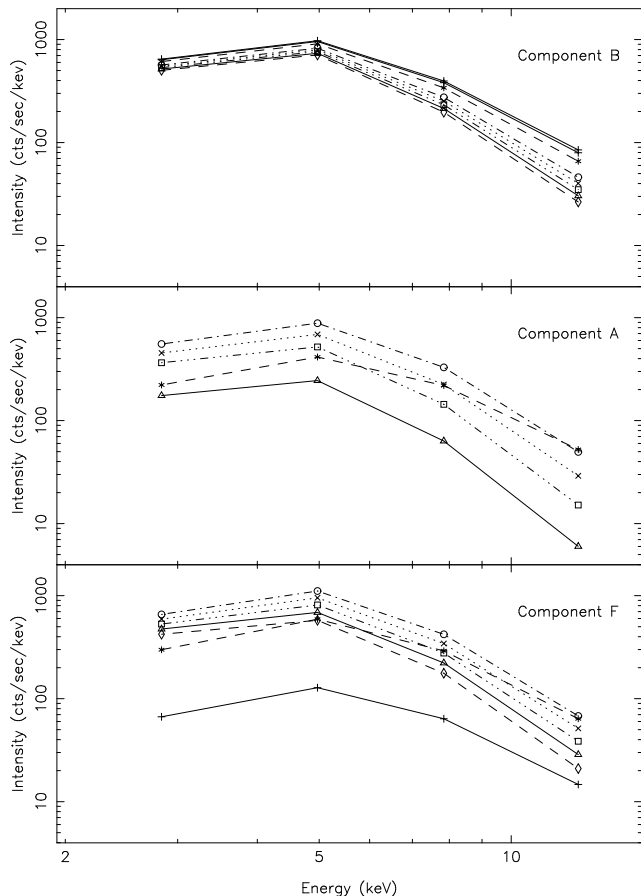 1000
100
10
Intensity (cts/sec/kev)
Component B
1000
100
10
Intensity (cts/sec/kev)
Component A
1000
100
10
Intensity (cts/sec/kev)
Component F
2 5 10
Energy (keV)